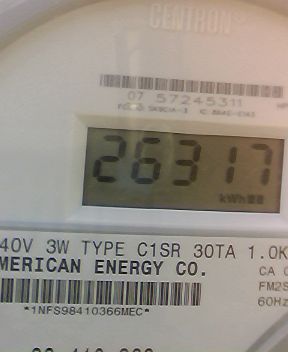 CENTRON
07 57245311
26317
kWh
40V 3W TYPE C1SR 30TA 1.0K
MERICAN ENERGY CO.
CA 0
FM2S
60Hz
*1NFS98410366MEC*